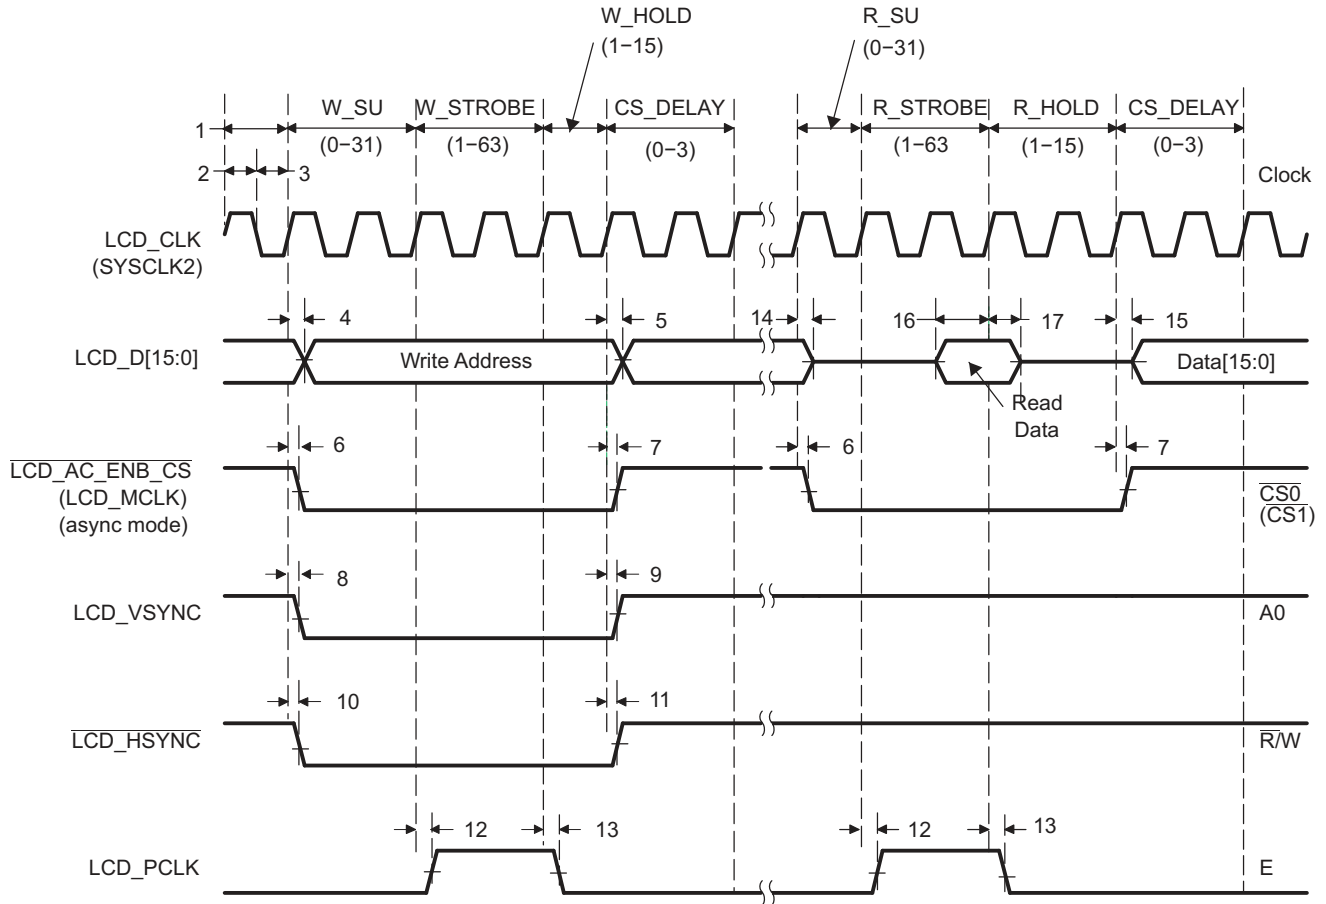 W_HOLD
(1−15)
R_SU
(0−31)
W_SU
W_STROBE
CS_DELAY
R_STROBE
R_HOLD
CS_DELAY
1
(0−31)
(1−63)
(0−3)
(1−63
(1−15)
(0−3)
2
3
Clock
LCD_CLK
(SYSCLK2)
4
5
14
16
17
15
LCD_D[15:0]
Write Address
Data[15:0]
Read
Data
6
7
6
7
LCD_AC_ENB_CS
(LCD_MCLK)
(async mode)
CS0
(CS1)
8
9
LCD_VSYNC
A0
10
11
LCD_HSYNC
R/W
12
13
12
13
LCD_PCLK
E